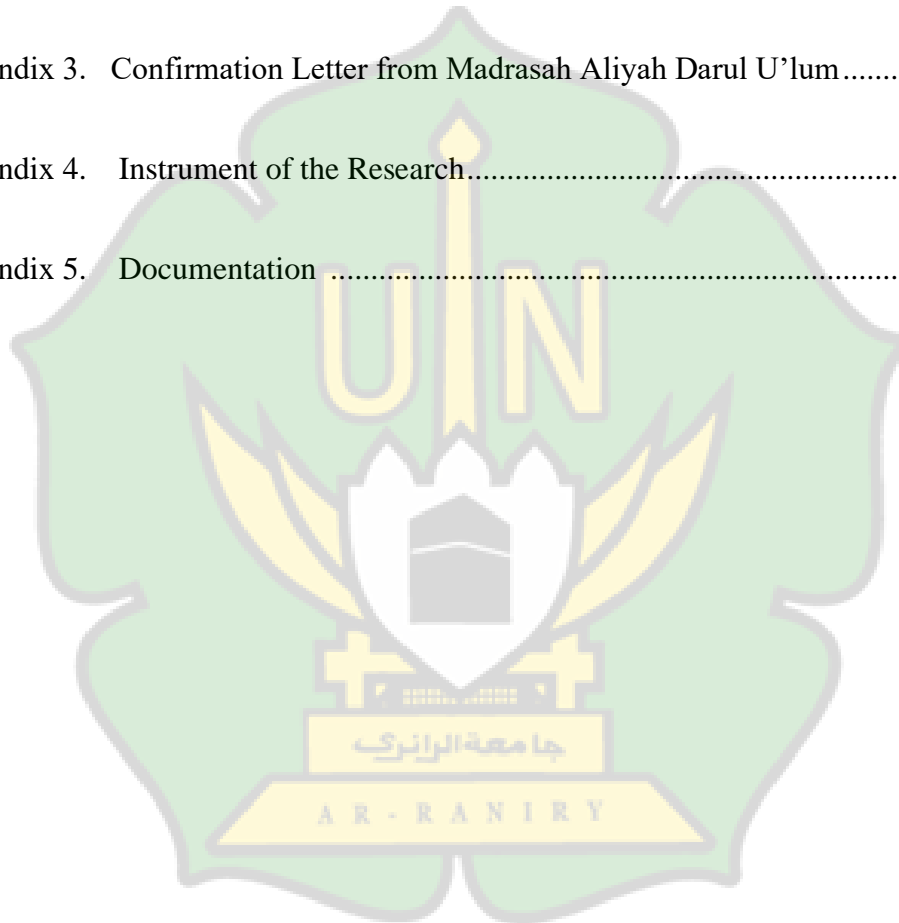 ndix 3. Confirmation Letter from Madrasah Aliyah Darul U’lum.......
ndix 4. Instrument of the Research......................................................
ndix 5. Documentation .......................................................................
UIN
جامعة الرانري
AR-RANIRY